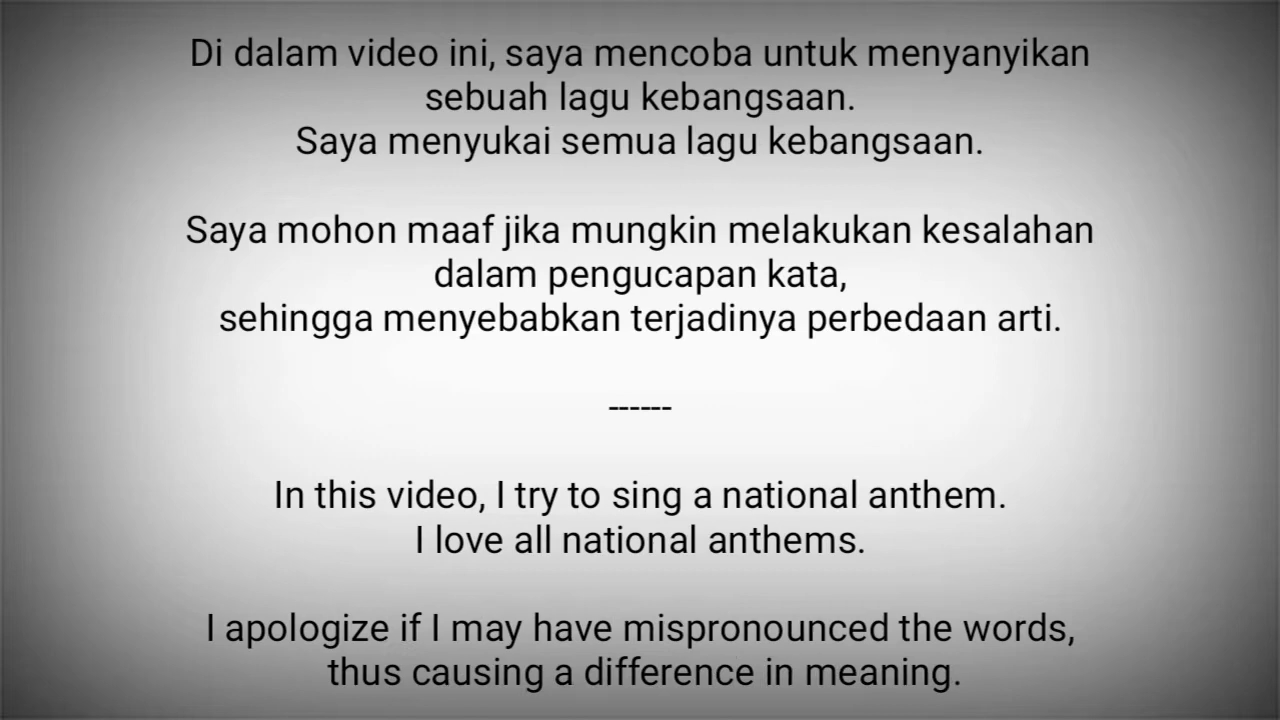 Di dalam video ini, saya mencoba untuk menyanyikan
sebuah lagu kebangsaan.
Saya menyukai semua lagu kebangsaan.
Saya mohon maaf jika mungkin melakukan kesalahan
dalam pengucapan kata,
sehingga menyebabkan terjadinya perbedaan arti.
------
In this video, I try to sing a national anthem.
I love all national anthems.
I apologize if I may have mispronounced the words,
thus causing a difference in meaning.